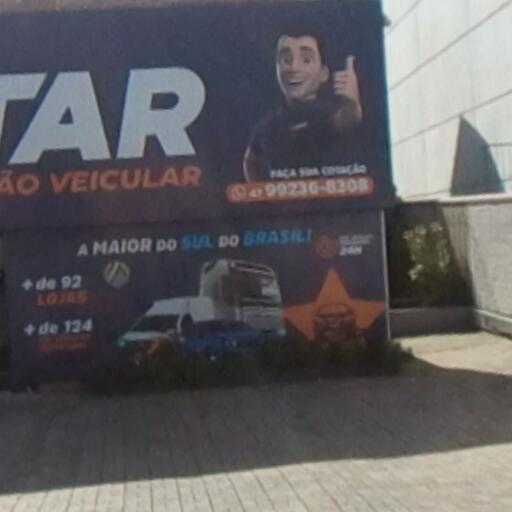 TAR
ÃO VEICULAR
FAÇA SUA COTAÇÃO
47 99236-8308
A MAIOR DO SUL DO BRASIL!
24H
+ de 92
LOJAS
+ de 124